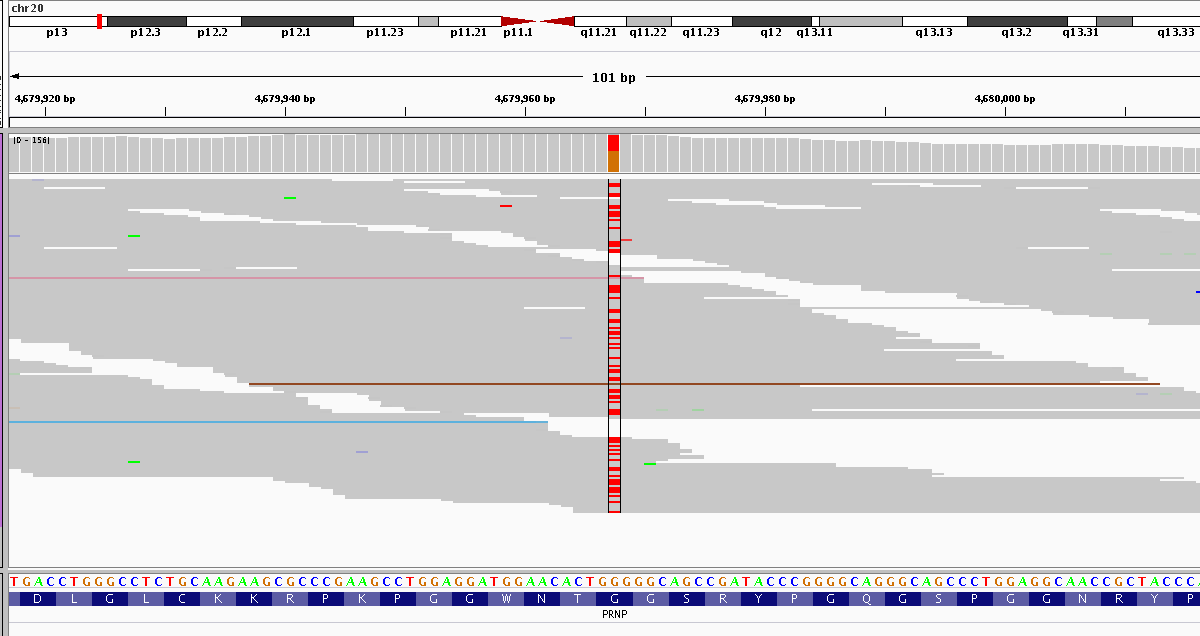 chr20
p13 p12.3 p12.2 p12.1 p11.23 p11.21 p11.1 q11.21 q11.22 q11.23 q12 q13.11 q13.13 q13.2 q13.31 q13.33
101 bp
4,679,920 bp 4,679,940 bp 4,679,960 bp 4,679,980 bp 4,680,000 bp
[0 - 156]
TGACCTGGGCCTCTGCAAGAAGCGCCCGAAGCCTGGAGGATGGAACACTGGGGGCAGCCGATACCCGGGGCAGGGCAGCCCTGGAGGCAACCGCTACCC
D L G L C K K R P K P G G W N T G G S R Y P G Q G S P G G N R Y P
PRNP